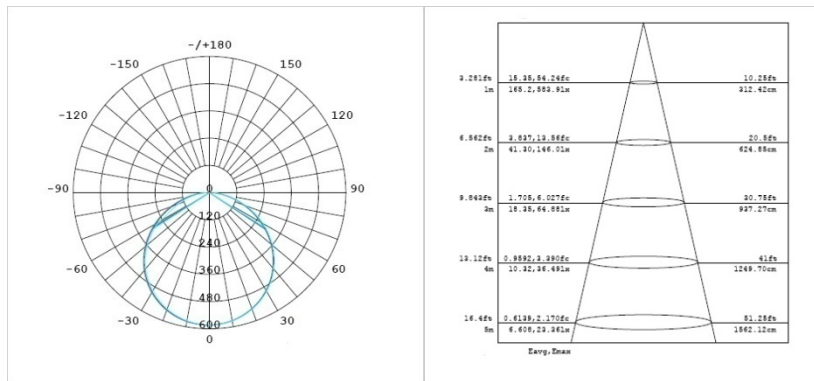 -/+180
-150 150
-120 120
-90 0 90
120
240
-60 360 60
480
-30 600 30
0
3.281ft 15.35,54.24fc 10.25ft
1m 165.2,583.91x 312.42cm
6.562ft 3.837,13.56fc 20.5ft
2m 41.30,146.01x 624.85cm
9.843ft 1.705,6.027fc 30.75ft
3m 18.35,64.881x 937.27cm
13.12ft 0.9592,3.390fc 41ft
4m 10.32,36.491x 1249.70cm
16.4ft 0.6139,2.170fc 51.25ft
5m 6.608,23.361x 1562.12cm
Eavg,Emax